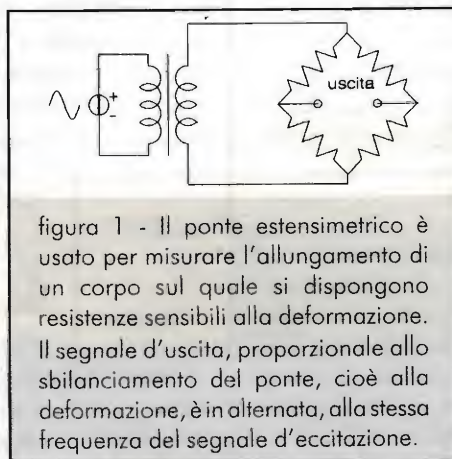 +
-
uscita
figura 1 - Il ponte estensimetrico è
usato per misurare l'allungamento di
un corpo sul quale si dispongono
resistenze sensibili alla deformazione.
Il segnale d'uscita, proporzionale allo
sbilanciamento del ponte, cioè alla
deformazione, è in alternata, alla stessa
frequenza del segnale d'eccitazione.